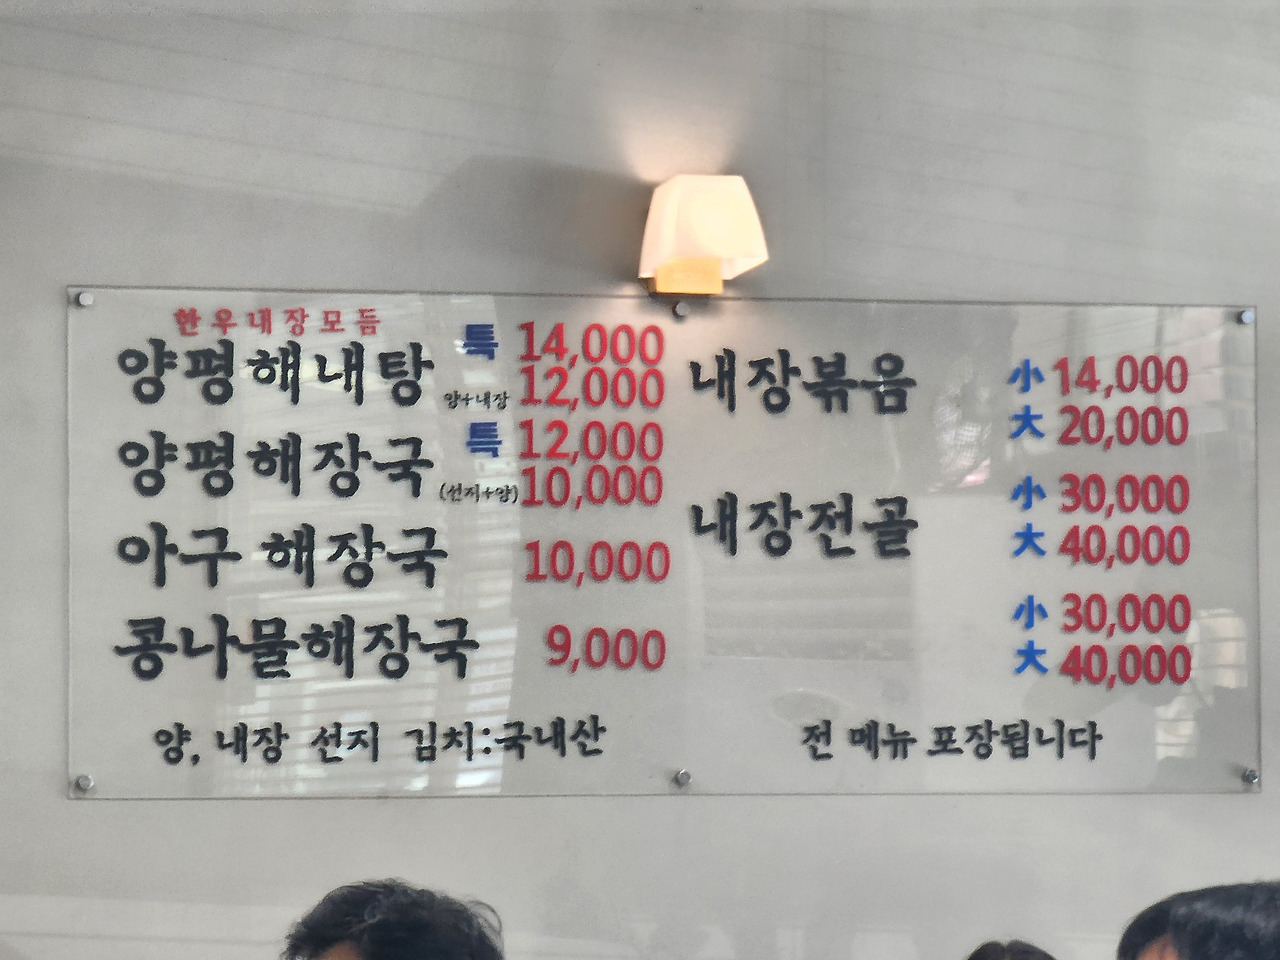 한우내장모듬
양평해내탕 특 14,000
양+내장 12,000
양평해장국 특 12,000
(선지+양) 10,000
아구 해장국 10,000
콩나물해장국 9,000
양, 내장 선지 김치:국내산
내장볶음 小 14,000
大 20,000
내장전골 小 30,000
大 40,000
小 30,000
大 40,000
전 메뉴 포장됩니다